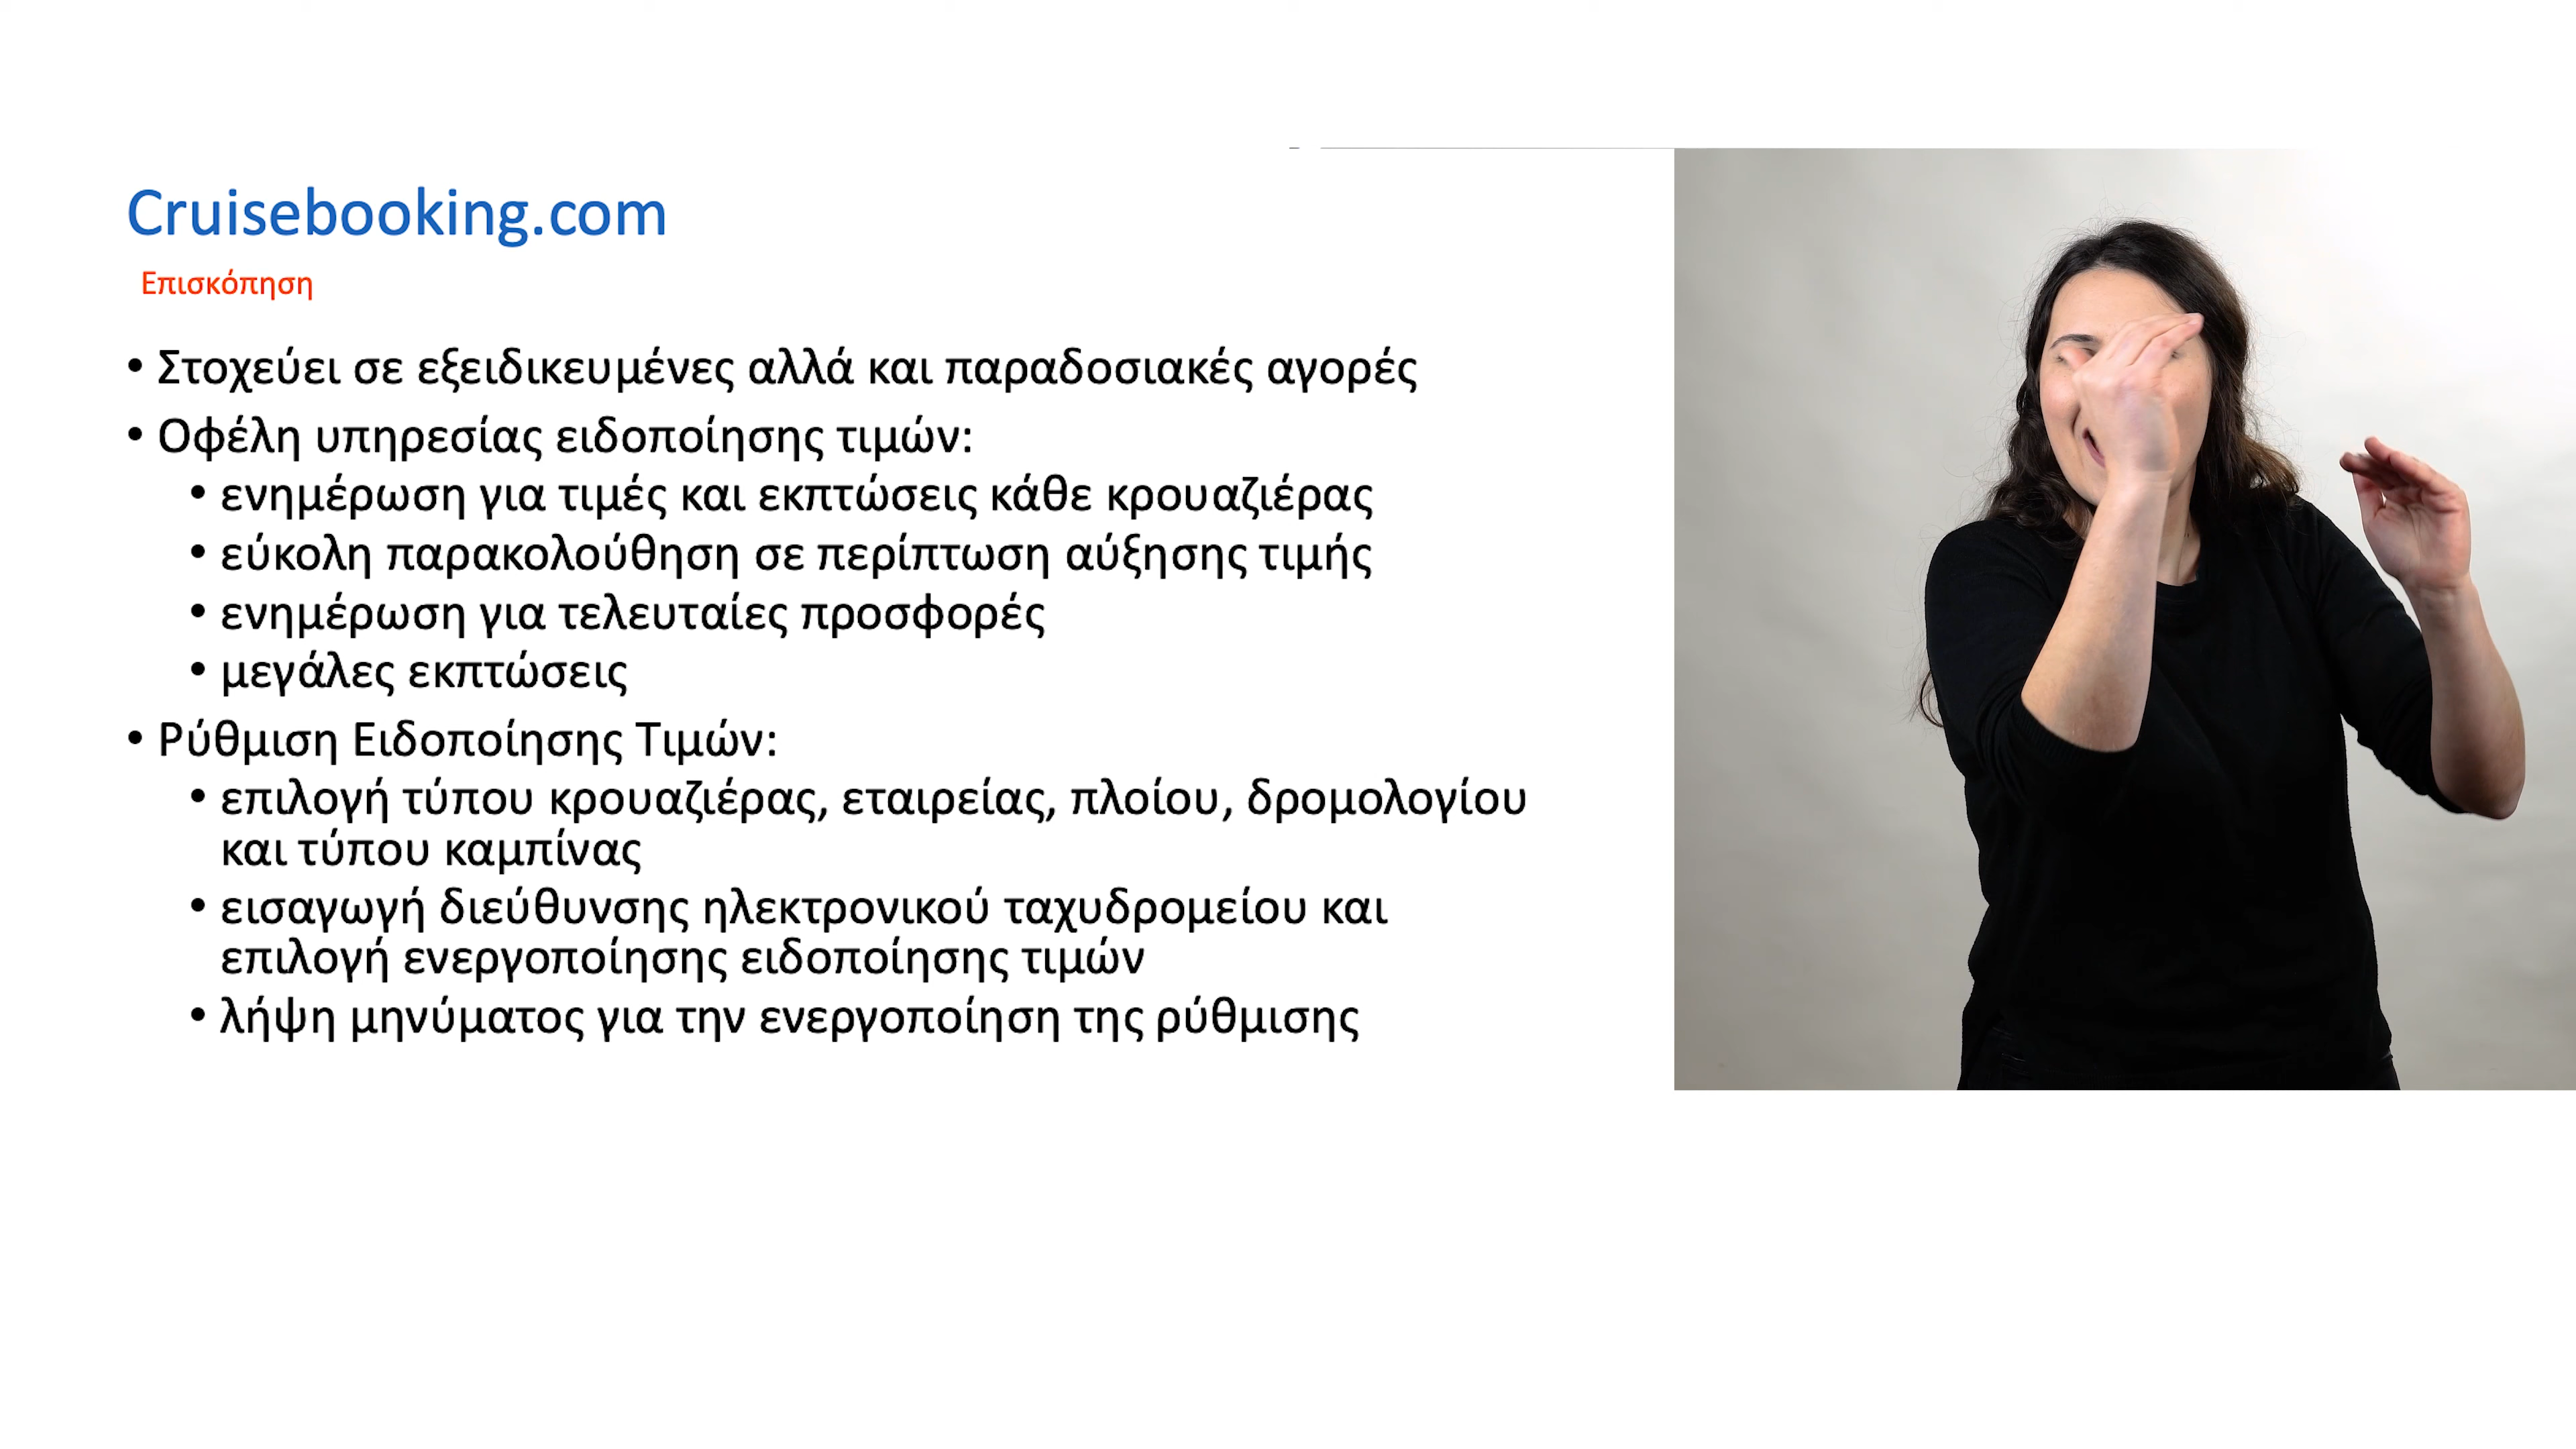 Cruisebooking.com
Επισκόπηση
• Στοχεύει σε εξειδικευμένες αλλά και παραδοσιακές αγορές
• Οφέλη υπηρεσίας ειδοποίησης τιμών:
• ενημέρωση για τιμές και εκπτώσεις κάθε κρουαζιέρας
• εύκολη παρακολούθηση σε περίπτωση αύξησης τιμής
• ενημέρωση για τελευταίες προσφορές
• μεγάλες εκπτώσεις
• Ρύθμιση Ειδοποίησης Τιμών:
• επιλογή τύπου κρουαζιέρας, εταιρείας, πλοίου, δρομολογίου
και τύπου καμπίνας
• εισαγωγή διεύθυνσης ηλεκτρονικού ταχυδρομείου και
επιλογή ενεργοποίησης ειδοποίησης τιμών
• λήψη μηνύματος για την ενεργοποίηση της ρύθμισης